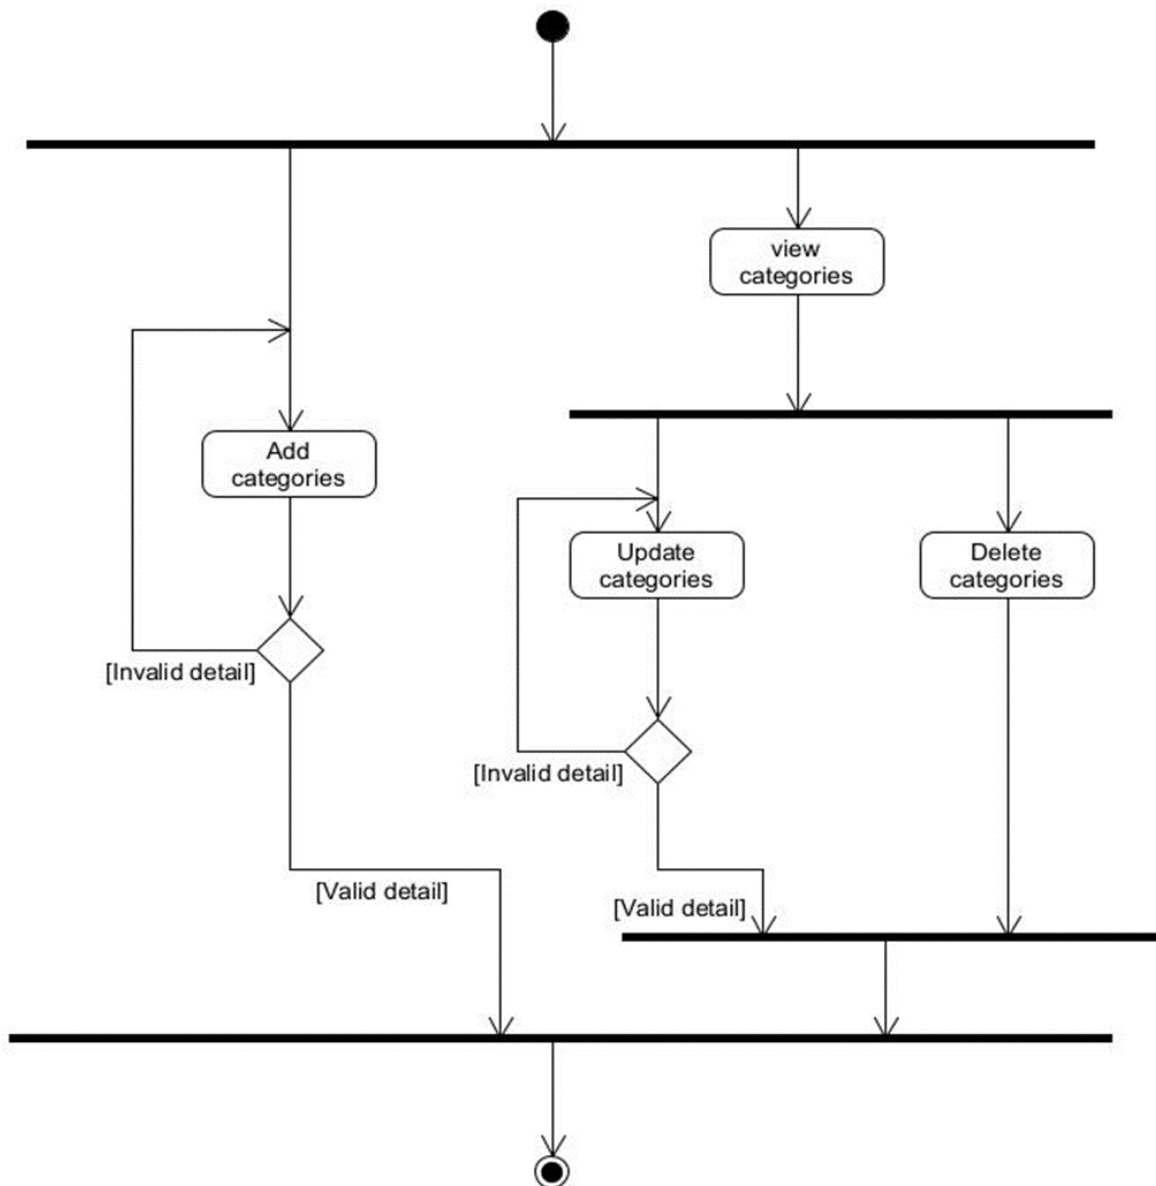 view
categories
Add
categories
Update
categories
Delete
categories
[Invalid detail]
[Invalid detail]
[Valid detail]
[Valid detail]